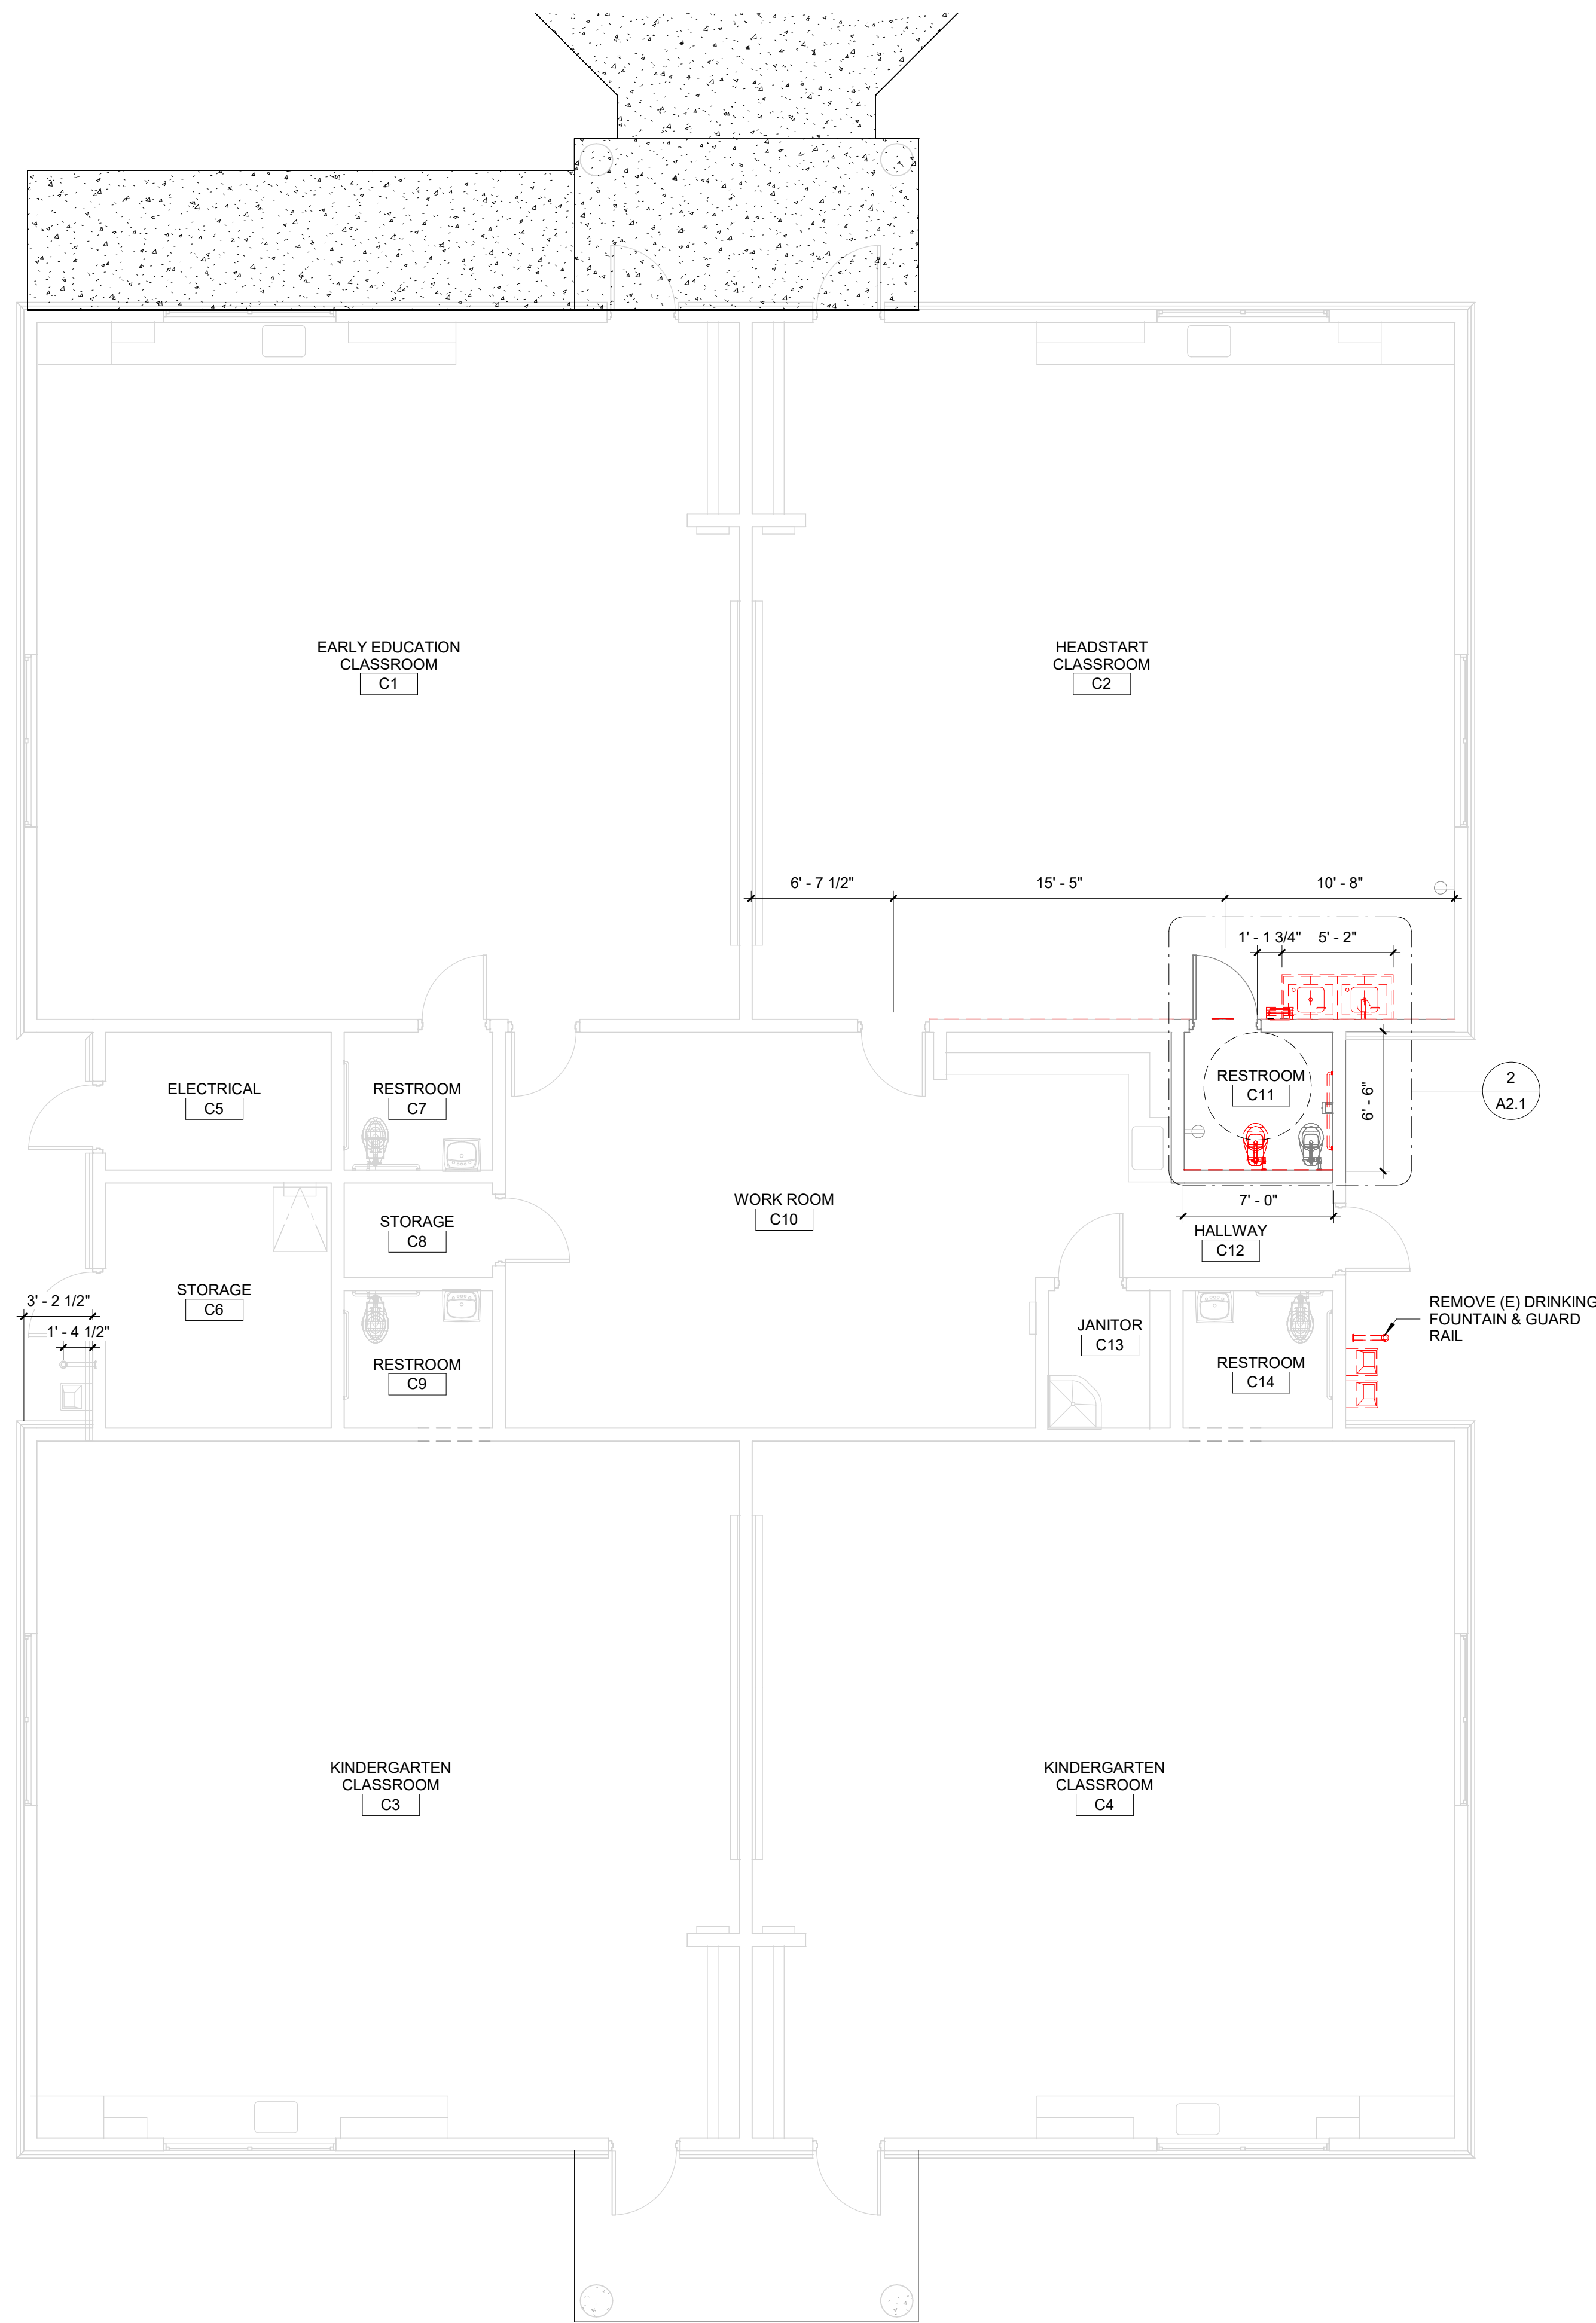 EARLY EDUCATION
CLASSROOM
C1
HEADSTART
CLASSROOM
C2
6' - 7 1/2"
15' - 5"
10' - 8"
1' - 1 3/4"
5' - 2"
ELECTRICAL
C5
RESTROOM
C7
RESTROOM
C11
6' - 6"
2
A2.1
WORK ROOM
C10
7' - 0"
STORAGE
C8
HALLWAY
C12
STORAGE
C6
3' - 2 1/2"
1' - 4 1/2"
REMOVE (E) DRINKING
FOUNTAIN & GUARD
RAIL
JANITOR
C13
RESTROOM
C9
RESTROOM
C14
KINDERGARTEN
CLASSROOM
C3
KINDERGARTEN
CLASSROOM
C4